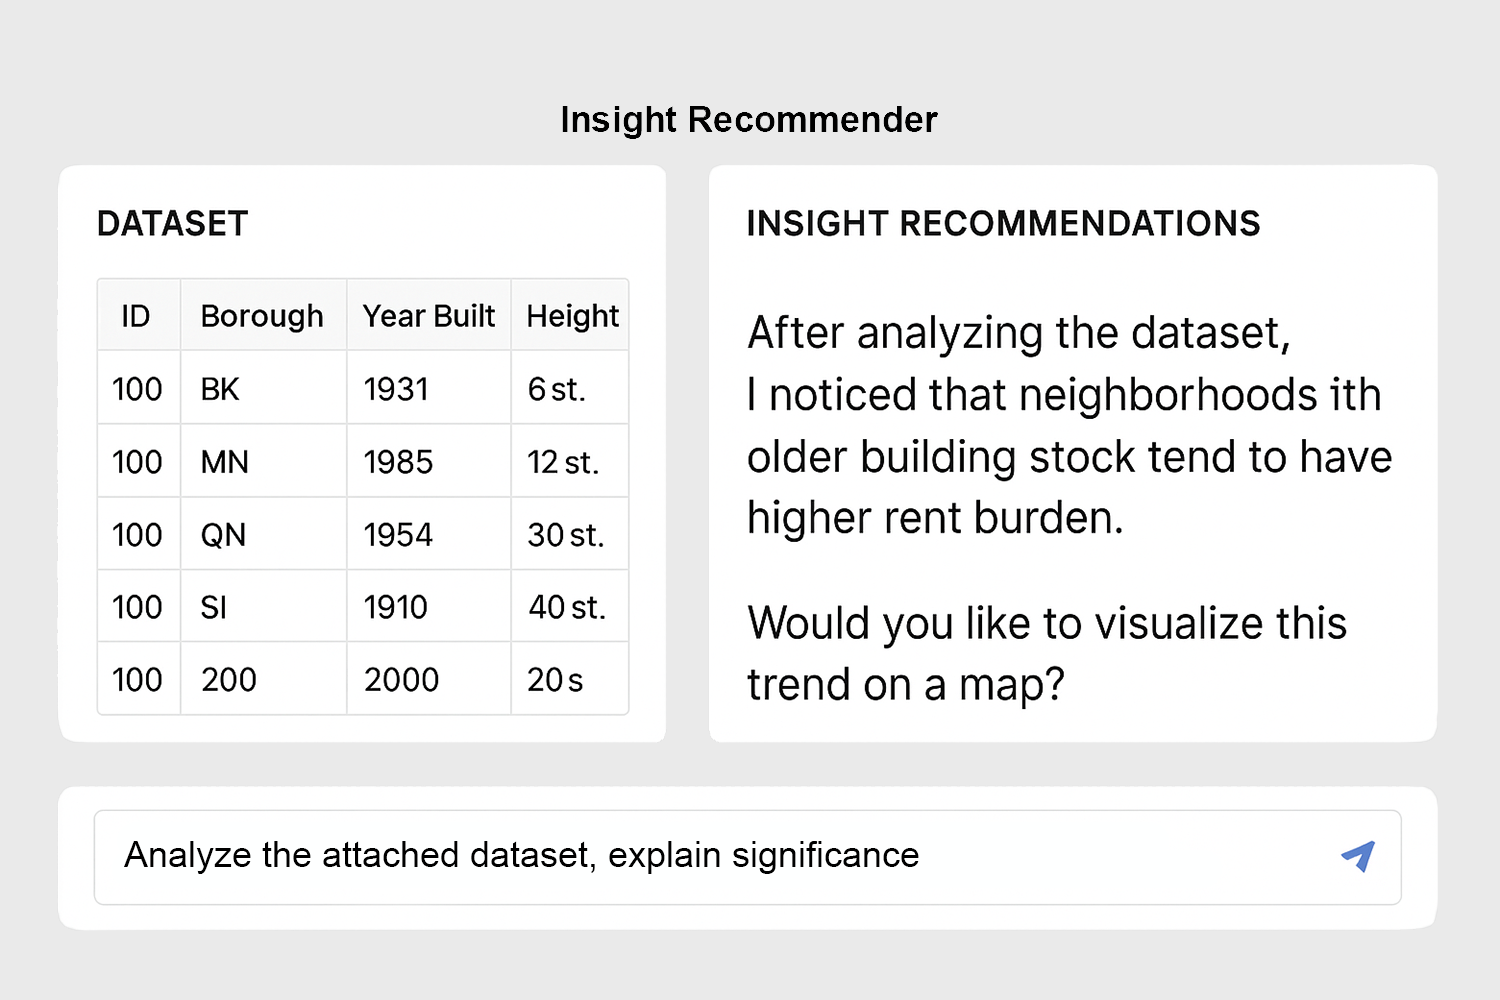 Insight Recommender
DATASET
ID Borough Year Built Height
100 BK 1931 6 st.
100 MN 1985 12 st.
100 QN 1954 30 st.
100 SI 1910 40 st.
100 200 2000 20 s
INSIGHT RECOMMENDATIONS
After analyzing the dataset,
I noticed that neighborhoods ith
older building stock tend to have
higher rent burden.
Would you like to visualize this
trend on a map?
Analyze the attached dataset, explain significance